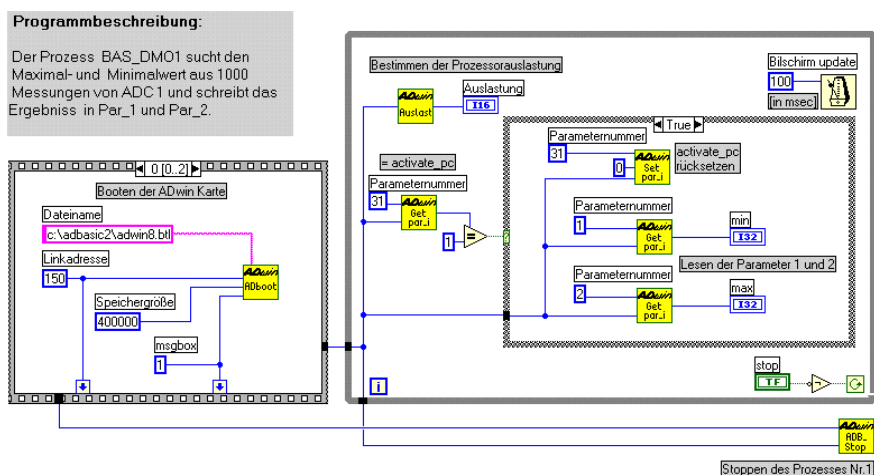 Programmbeschreibung:
Der Prozess BAS_DMO1 sucht den
Maximal- und Minimalwert aus 1000
Messungen von ADC1 und schreibt das
Ergebniss in Par_1 und Par_2.
0 [0..2]
Booten der ADwin Karte
Dateiname
c:\adbasic2\adwin8.btl
Linkadresse
150
ADwin
ADboot
Speichergröße
400000
msgbox
1
Bestimmen der Prozessorauslastung
ADwin
Auslast
Auslastung
I16
Bilschirm update
100
[in msec]
= activate_pc
Parameternummer
31
ADwin
Get
par_i
1
=
True
Parameternummer
31
0
ADwin
Set
par_i
activate_pc
rücksetzen
Parameternummer
1
ADwin
Get
par_i
min
I32
Lesen der Parameter 1 und 2
Parameternummer
2
ADwin
Get
par_i
max
I32
stop
TF
i
ADwin
ADB_
Stop
Stoppen des Prozesses Nr.1